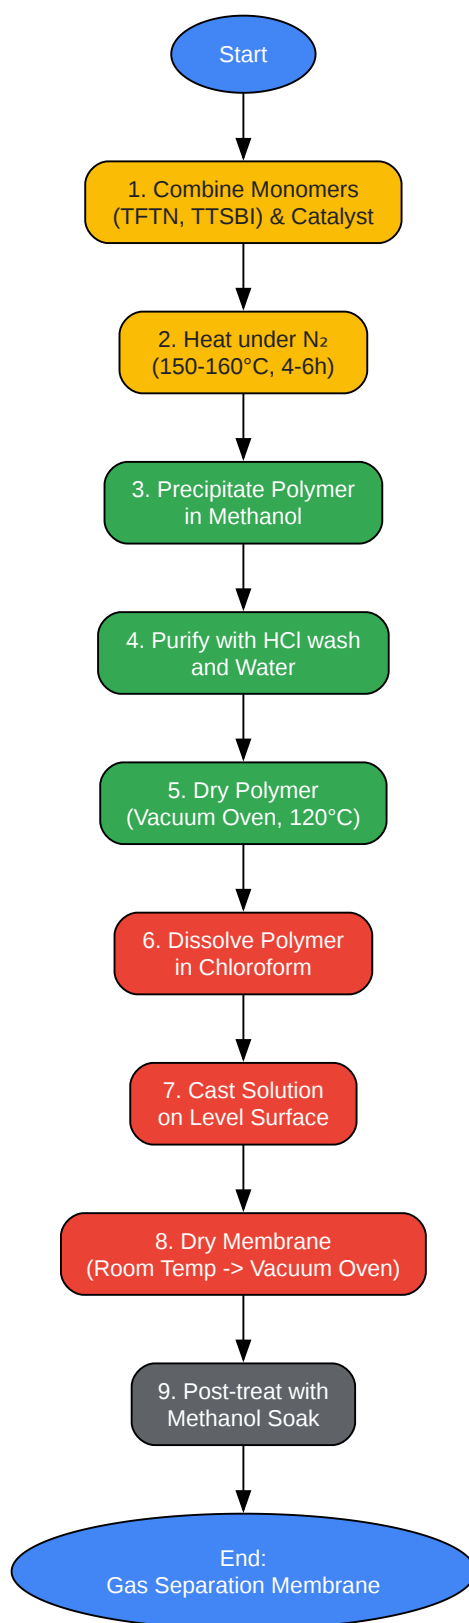 Start
1. Combine Monomers
(TFTN, TTSBI) & Catalyst
2. Heat under N₂
(150-160°C, 4-6h)
3. Precipitate Polymer
in Methanol
4. Purify with HCl wash
and Water
5. Dry Polymer
(Vacuum Oven, 120°C)
6. Dissolve Polymer
in Chloroform
7. Cast Solution
on Level Surface
8. Dry Membrane
(Room Temp -> Vacuum Oven)
9. Post-treat with
Methanol Soak
End:
Gas Separation Membrane